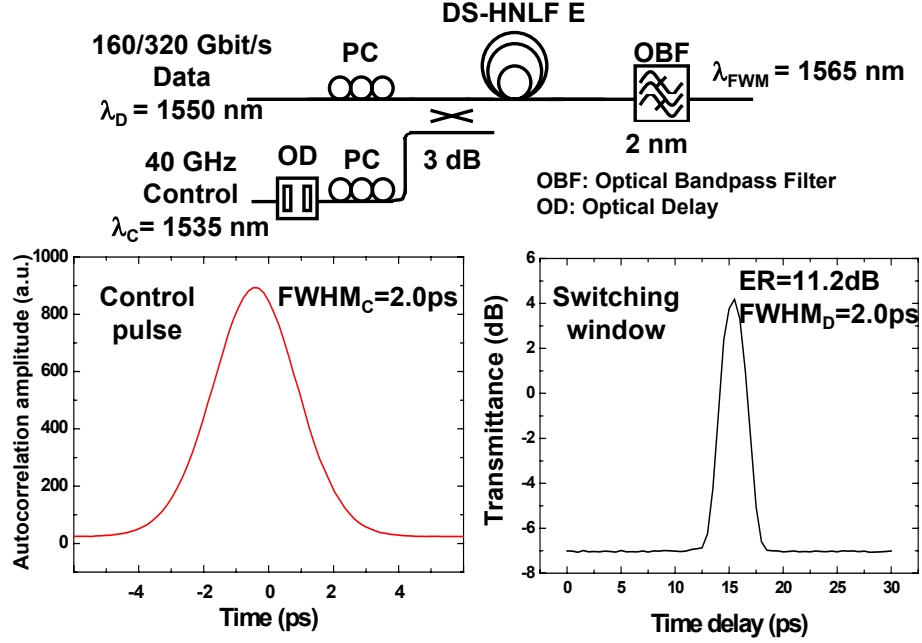 DS-HNLF E
160/320 Gbit/s
Data
λD = 1550 nm
PC
OBF
λFWM = 1565 nm
2 nm
40 GHz
Control
λC= 1535 nm
OD
PC
3 dB
OBF: Optical Bandpass Filter
OD: Optical Delay
1000
800
600
400
200
0
Autocorrelation amplitude (a.u.)
Control
pulse
FWHMC=2.0ps
-4
-2
0
2
4
Time (ps)
6
4
2
0
-2
-4
-6
-8
Transmittance (dB)
Switching
window
ER=11.2dB
FWHMD=2.0ps
0
5
10
15
20
25
30
Time delay (ps)